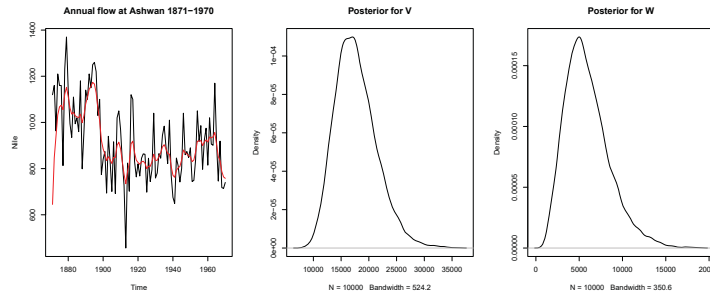 Annual flow at Ashwan 1871−1970
Nile
600
800
1000
1200
1400
1880
1900
1920
1940
1960
Time
Posterior for V
Density
0e+00
2e−05
4e−05
6e−05
8e−05
1e−04
10000
15000
20000
25000
30000
35000
N = 10000 Bandwidth = 524.2
Posterior for W
Density
0.00000
0.00005
0.00010
0.00015
0
5000
10000
15000
20000
N = 10000 Bandwidth = 350.6